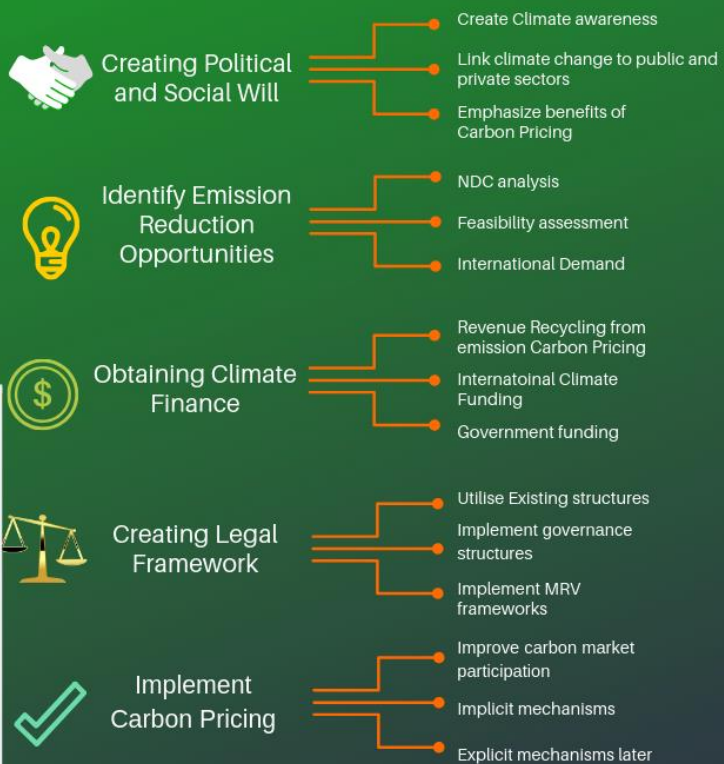 Creating Political
and Social Will
Create Climate awareness
Link climate change to public and
private sectors
Emphasize benefits of
Carbon Pricing
Identify Emission
Reduction
Opportunities
NDC analysis
Feasibility assessment
International Demand
Obtaining Climate
Finance
$
Revenue Recycling from
emission Carbon Pricing
Internatoinal Climate
Funding
Government funding
Creating Legal
Framework
Utilise Existing structures
Implement governance
structures
Implement MRV
frameworks
Implement
Carbon Pricing
Improve carbon market
participation
Implicit mechanisms
Explicit mechanisms later